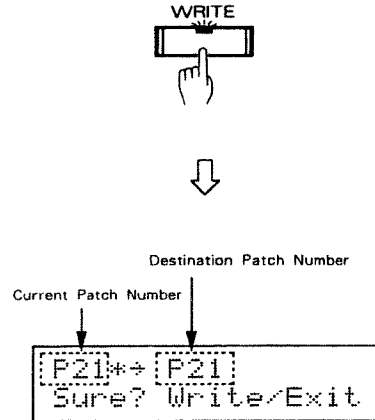 WRITE
Destination Patch Number
Current Patch Number
P21*→ P21
Sure? Write/Exit